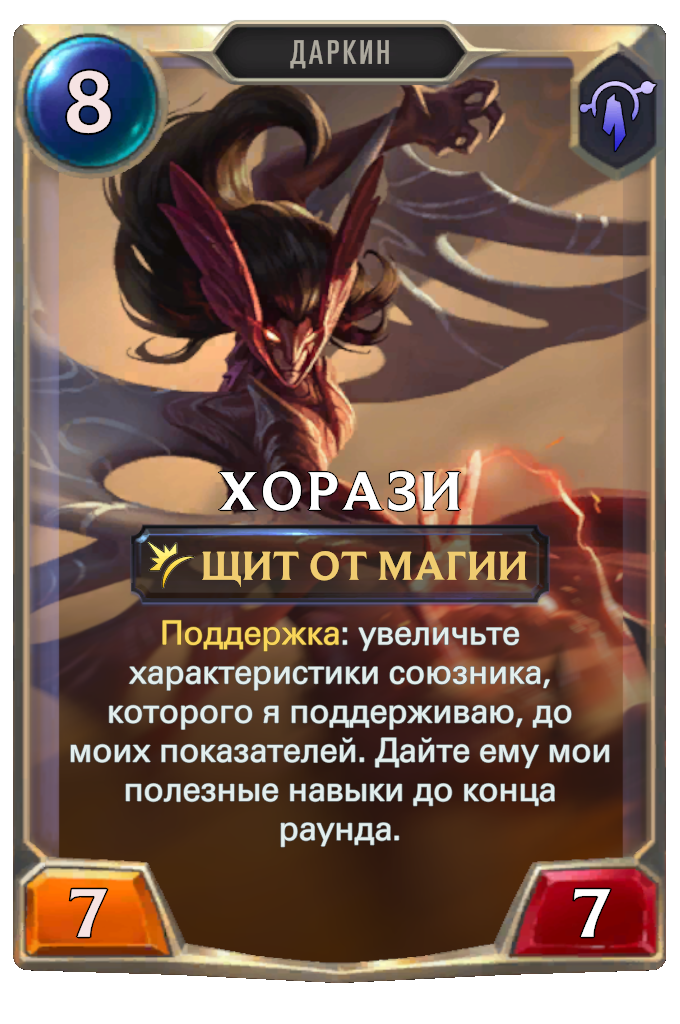 8
ДАРКИН
ХОРАЗИ
ЩИТ ОТ МАГИИ
Поддержка: увеличьте
характеристики союзника,
которого я поддерживаю, до
моих показателей. Дайте ему мои
полезные навыки до конца
раунда.
7
7